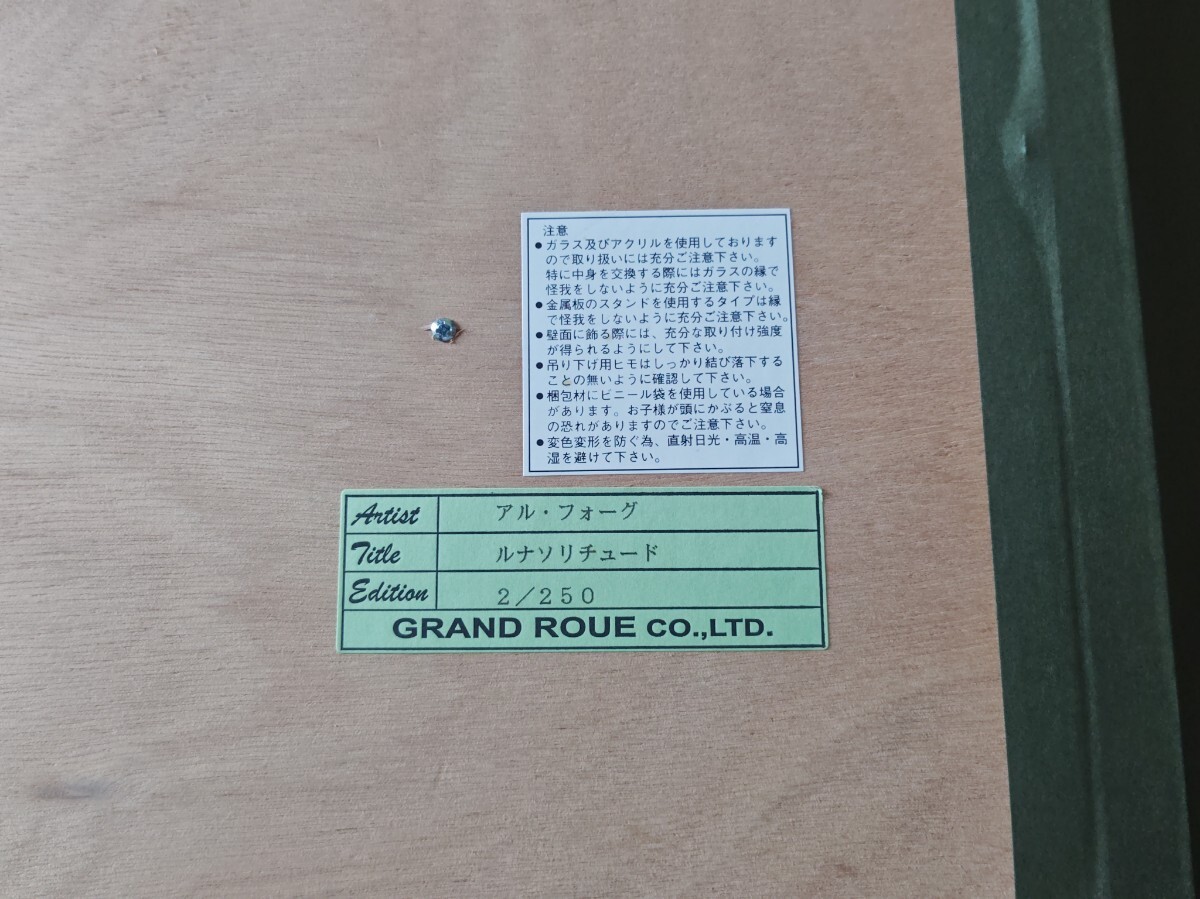 注意
●ガラス及びアクリルを使用しております
ので取り扱いには充分ご注意下さい。
特に中身を交換する際にはガラスの縁で
怪我をしないように充分ご注意下さい。
●金属板のスタンドを使用するタイプは縁
で怪我をしないように充分ご注意下さい。
●壁面に飾る際には、充分な取り付け強度
が得られるようにして下さい。
●吊り下げ用ヒモはしっかり結び落下する
ことの無いように確認して下さい。
●梱包材にビニール袋を使用している場合
があります。お子様が頭にかぶると窒息
の恐れがありますのでご注意下さい。
●変色変形を防ぐ為、直射日光・高温・高
湿を避けて下さい。
Artist アル・フォーグ
Title ルナソリチュード
Edition 2/250
GRAND ROUE CO.,LTD.